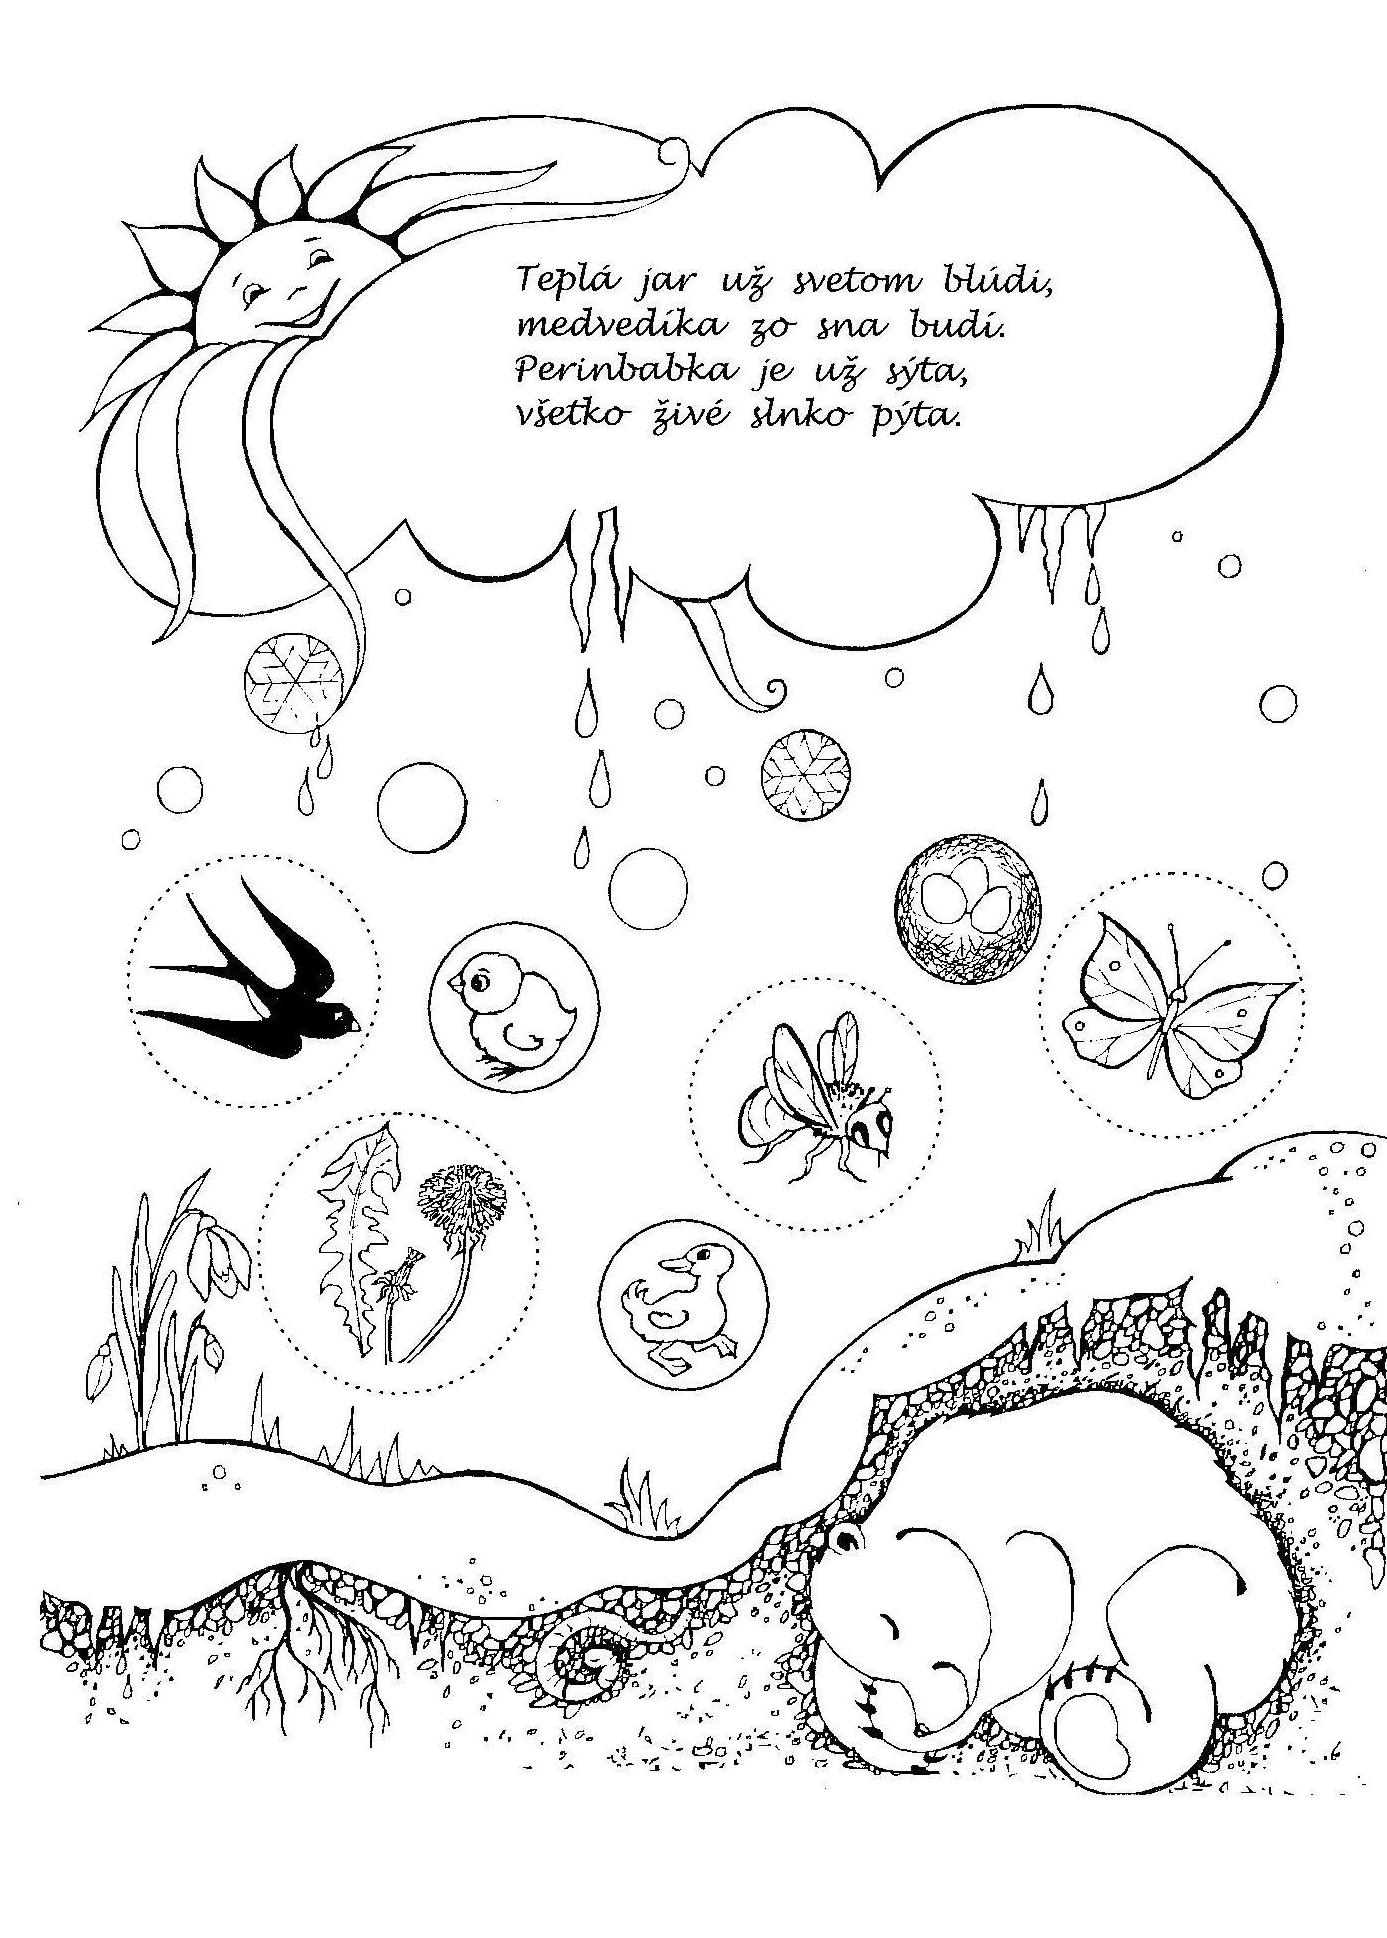 Teplá jar už svetom blúdi,
medvedíka zo sna budí.
Perinbabka je už sýta,
všetko živé slnko pýta.